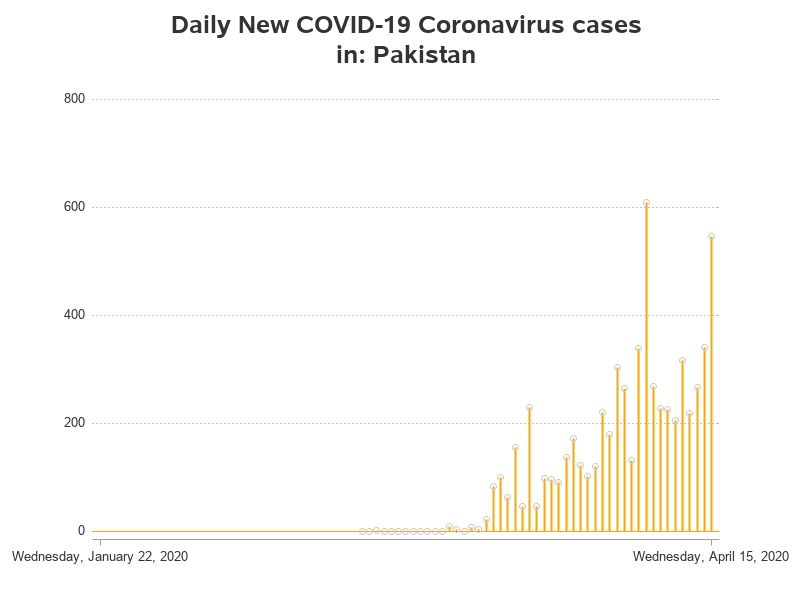 Daily New COVID-19 Coronavirus cases
in: Pakistan
800
600
400
200
0
Wednesday, January 22, 2020
Wednesday, April 15, 2020